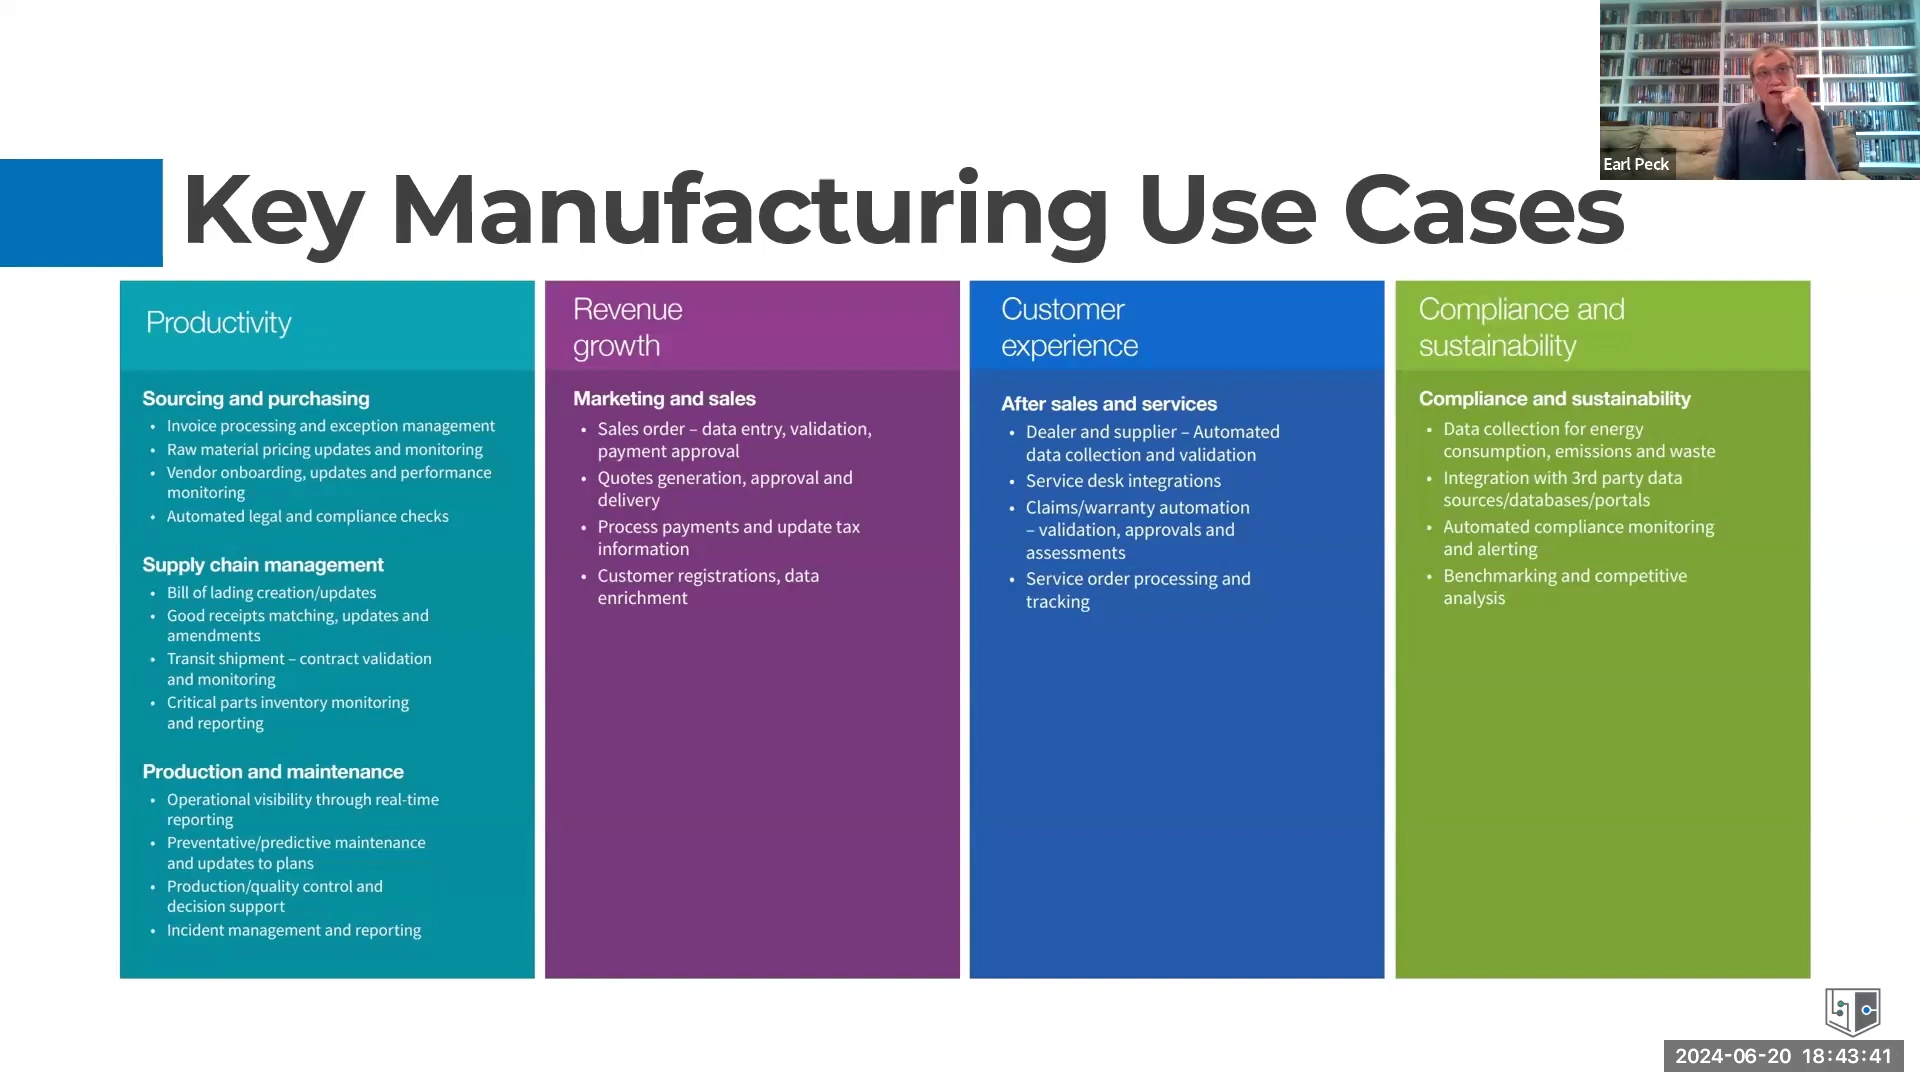 Earl Peck
Key Manufacturing Use Cases
Productivity
Sourcing and purchasing
• Invoice processing and exception management
• Raw material pricing updates and monitoring
• Vendor onboarding, updates and performance
monitoring
• Automated legal and compliance checks
Supply chain management
• Bill of lading creation/updates
• Good receipts matching, updates and
amendments
• Transit shipment – contract validation
and monitoring
• Critical parts inventory monitoring
and reporting
Production and maintenance
• Operational visibility through real-time
reporting
• Preventative/predictive maintenance
and updates to plans
• Production/quality control and
decision support
• Incident management and reporting
Revenue
growth
Marketing and sales
• Sales order – data entry, validation,
payment approval
• Quotes generation, approval and
delivery
• Process payments and update tax
information
• Customer registrations, data
enrichment
Customer
experience
After sales and services
• Dealer and supplier – Automated
data collection and validation
• Service desk integrations
• Claims/warranty automation
– validation, approvals and
assessments
• Service order processing and
tracking
Compliance and
sustainability
Compliance and sustainability
• Data collection for energy
consumption, emissions and waste
• Integration with 3rd party data
sources/databases/portals
• Automated compliance monitoring
and alerting
• Benchmarking and competitive
analysis
2024-06-20 18:43:41